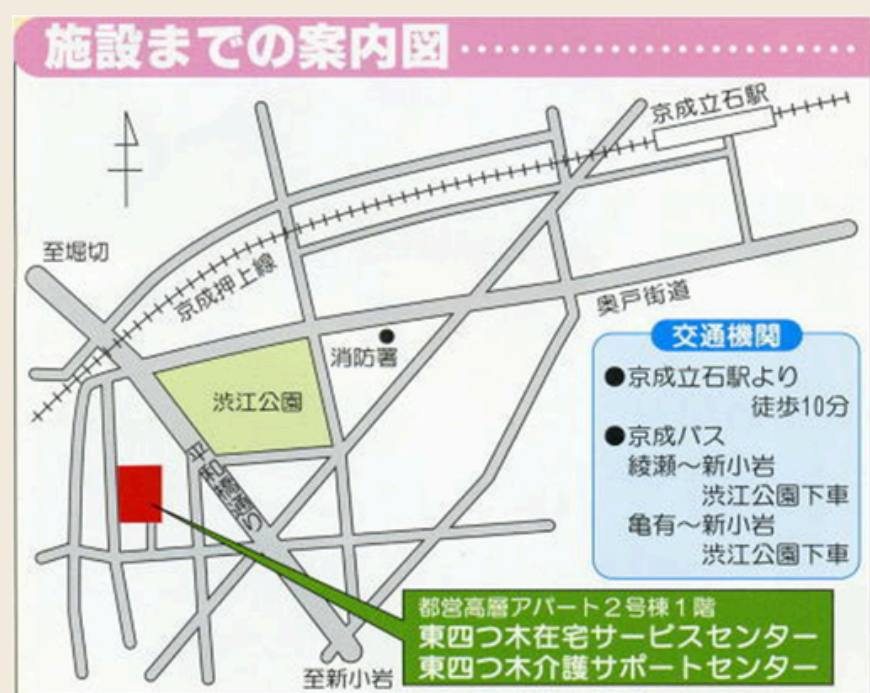 施設までの案内図
京成立石駅
至堀切
京成押上線
奥戸街道
消防署
渋江公園
平和橋通り
至新小岩
交通機関
●京成立石駅より
徒歩10分
●京成バス
綾瀬～新小岩
渋江公園下車
亀有～新小岩
渋江公園下車
都営高層アパート2号棟1階
東四つ木在宅サービスセンター
東四つ木介護サポートセンター